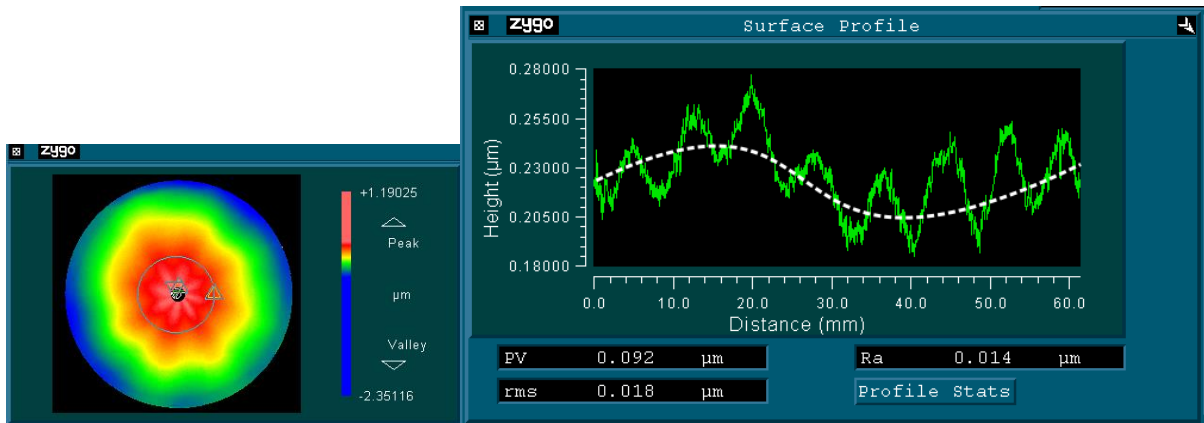 zygo
+1.19025
Peak
µm
Valley
-2.35116
zygo Surface Profile
Height (µm)
0.28000
0.25500
0.23000
0.20500
0.18000
0.0 10.0 20.0 30.0 40.0 50.0 60.0
Distance (mm)
PV 0.092 µm
Ra 0.014 µm
rms 0.018 µm
Profile Stats